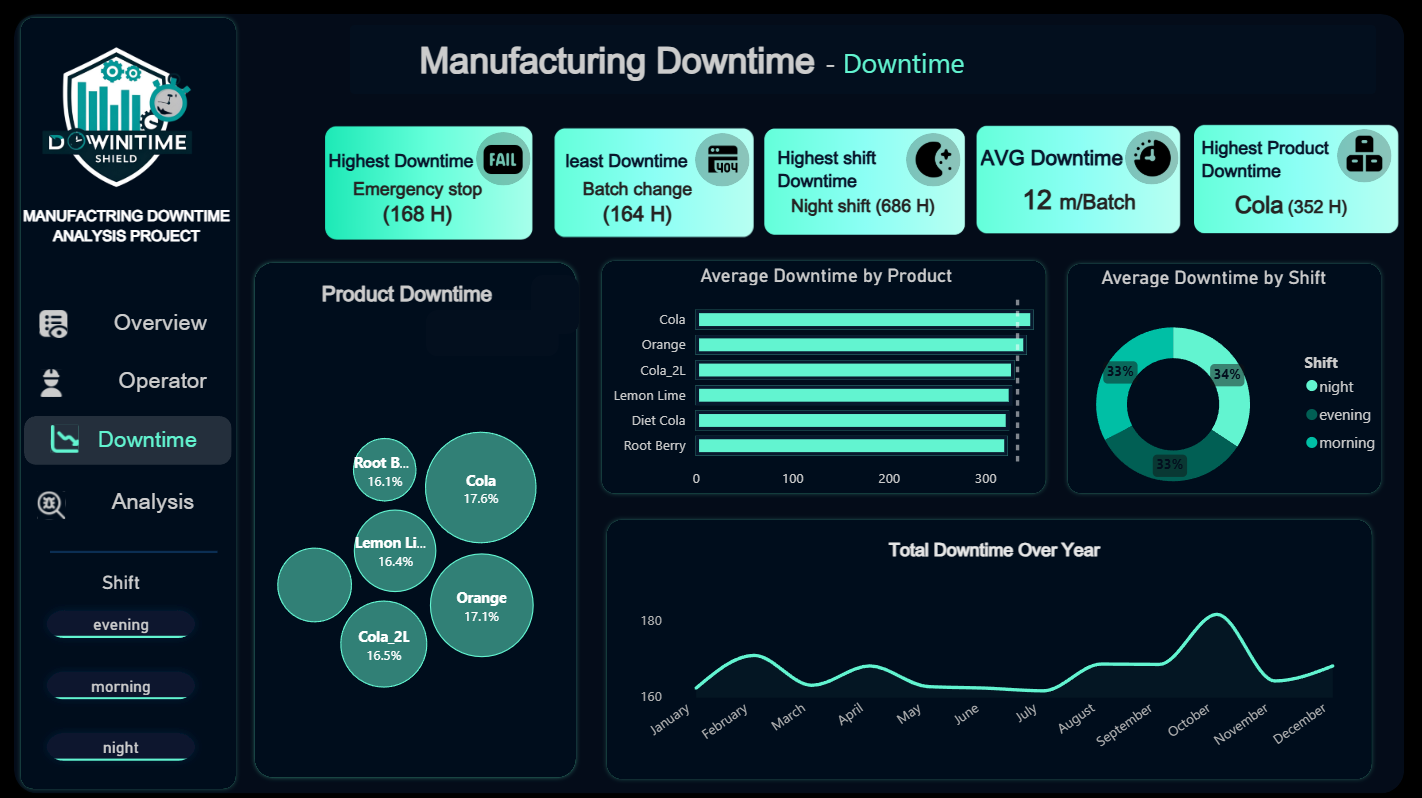 DOWNITIME
SHIELD
MANUFACTRING DOWNTIME
ANALYSIS PROJECT
Overview
Operator
Downtime
Analysis
Shift
evening
morning
night
Manufacturing Downtime - Downtime
Highest Downtime
FAIL
Emergency stop
(168 H)
least Downtime
404
Batch change
(164 H)
Highest shift
Downtime
Night shift (686 H)
AVG Downtime
12 m/Batch
Highest Product
Downtime
Cola (352 H)
Product Downtime
Root B...
16.1%
Cola
17.6%
Lemon Li...
16.4%
Orange
17.1%
Cola_2L
16.5%
Average Downtime by Product
Cola
Orange
Cola_2L
Lemon Lime
Diet Cola
Root Berry
0
100
300
Average Downtime by Shift
33%
34%
33%
Shift
night
evening
morning
Total Downtime Over Year
180
160
January
February
March
April
May
June
July
August
September
October
November
December